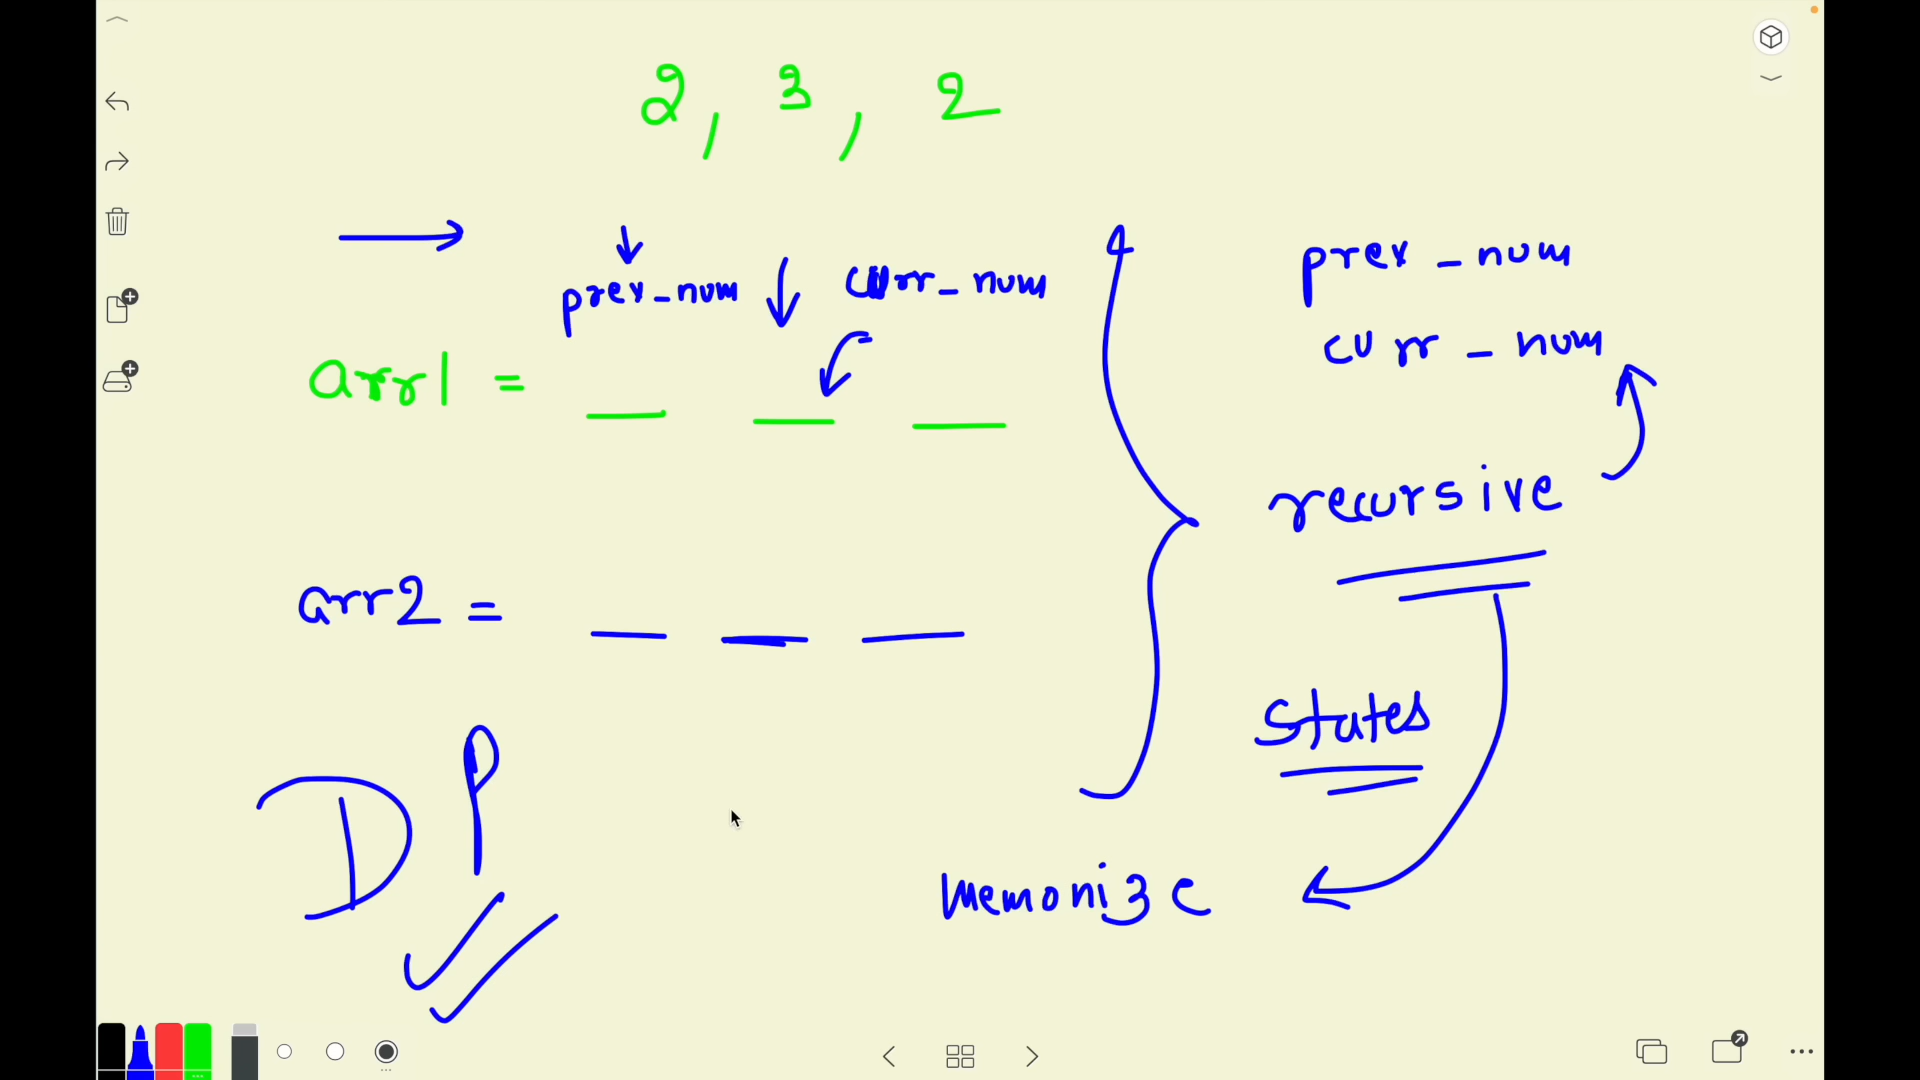 2, 3, 2
prev_num curr_num
arr1 =
arr2 =
DP
prev_num
curr_num
recursive
states
memonize